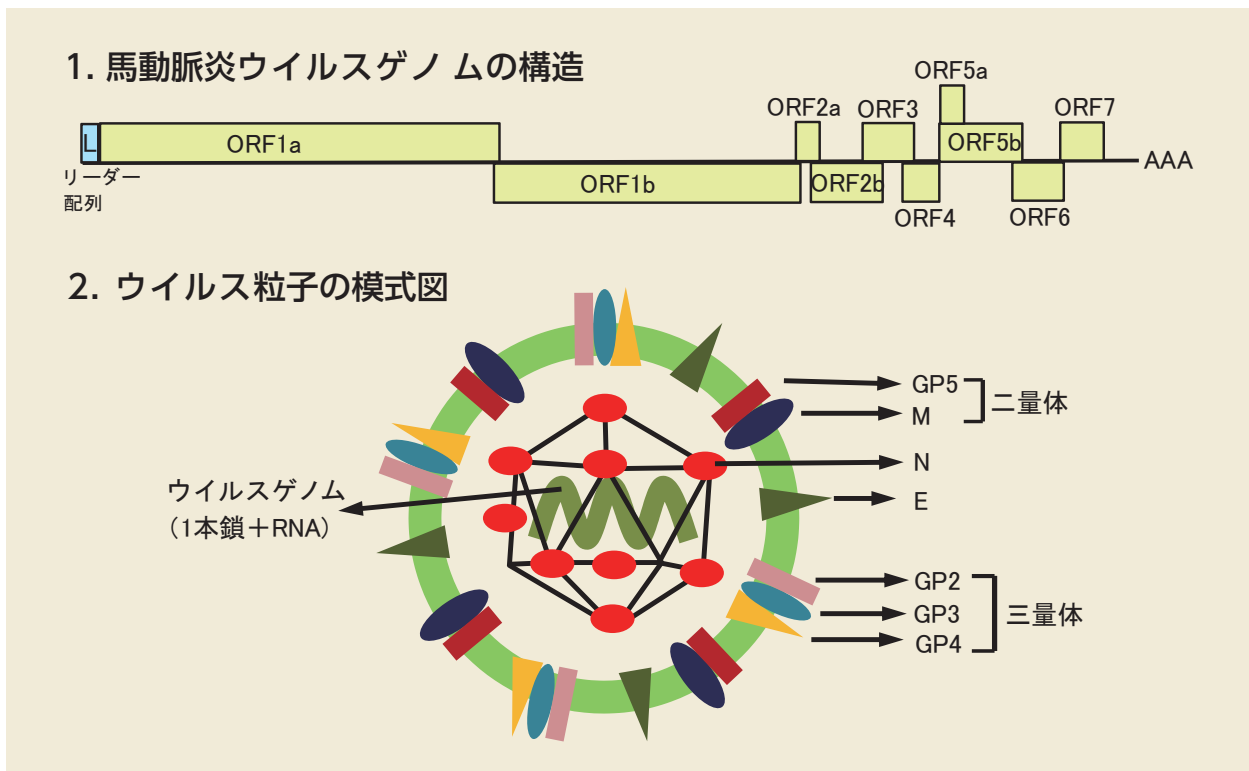 1. 馬動脈炎ウイルスゲノ ムの構造
ORF5a
ORF2a
ORF3
ORF7
L
ORF1a
ORF5b
AAA
リーダー
配列
ORF1b
ORF2b
ORF4
ORF6
2. ウイルス粒子の模式図
GP5
M
二量体
N
E
ウイルスゲノム
(1本鎖＋RNA)
GP2
GP3
GP4
三量体